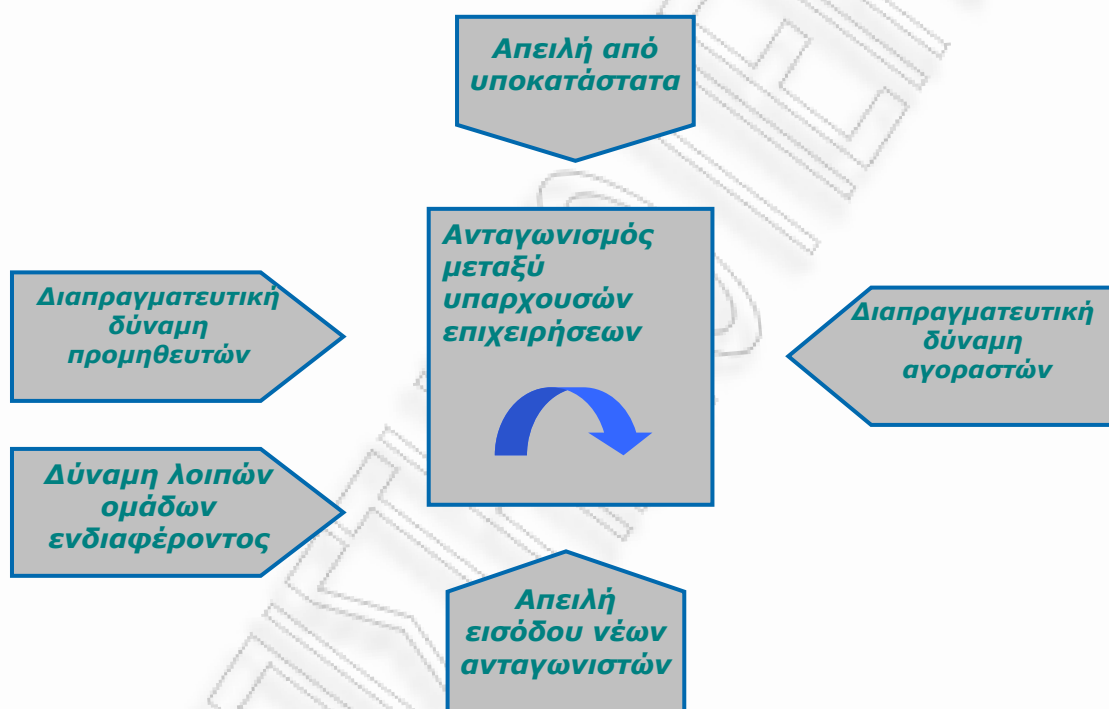 Απειλή από
υποκατάστατα
Ανταγωνισμός
μεταξύ
υπαρχουσών
επιχειρήσεων
Διαπραγματευτική
δύναμη
προμηθευτών
Διαπραγματευτική
δύναμη
αγοραστών
Δύναμη λοιπών
ομάδων
ενδιαφέροντος
Απειλή
εισόδου νέων
ανταγωνιστών